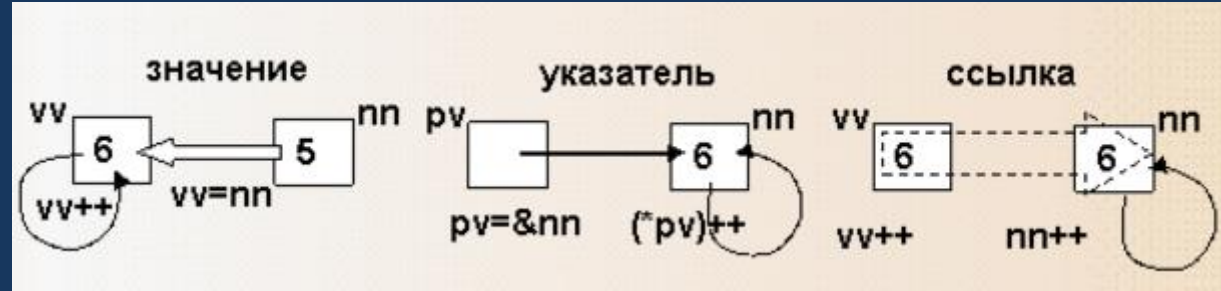 значение
vv
6
5
nn
vv++
vv=nn
указатель
pv
6
nn
pv=&nn
(*pv)++
ссылка
vv
6
6
nn
vv++
nn++